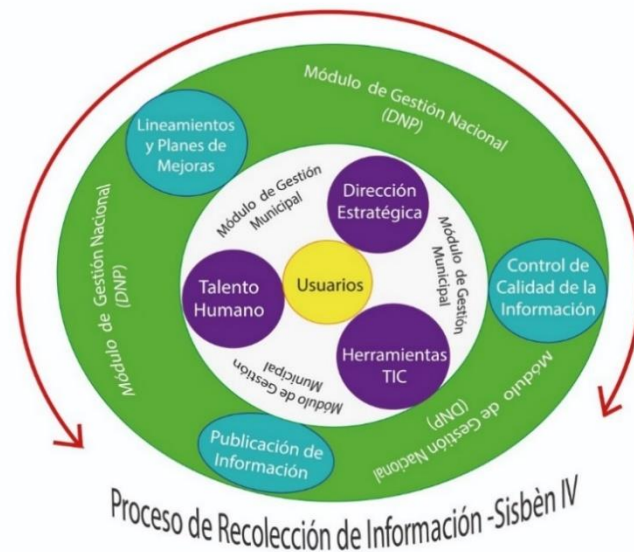 Módulo de Gestión Nacional
(DNP)
Lineamientos
y Planes de
Mejoras
Módulo de Gestión
Municipal
Dirección
Estratégica
Módulo de Gestión Nacional
(DNP)
Talento
Humano
Usuarios
Módulo de Gestión
Municipal
Control de
Calidad de la
Información
Herramientas
TIC
Módulo de Gestión
Municipal
Módulo de Gestión Nacional
(DNP)
Publicación de
Información
Proceso de Recolección de Información -Sisbèn IV